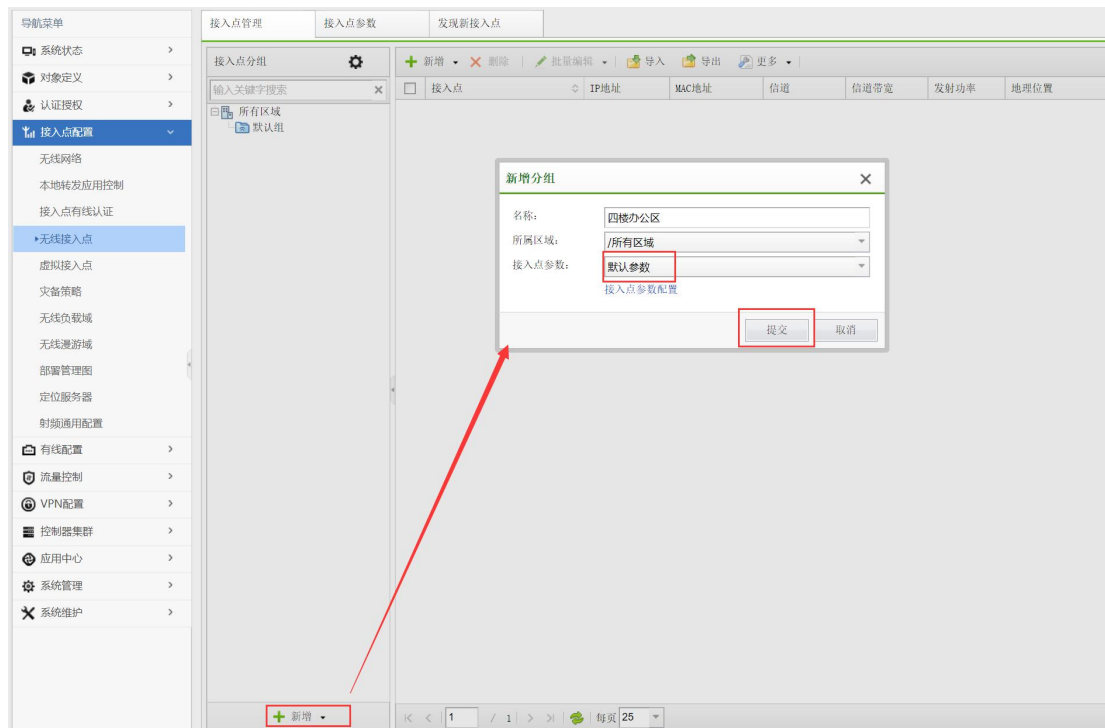 导航菜单
系统状态
对象定义
认证授权
接入点配置
无线网络
本地转发应用控制
接入点有线认证
无线接入点
虚拟接入点
灾备策略
无线负载域
无线漫游域
部署管理图
定位服务器
射频通用配置
有线配置
流量控制
VPN配置
控制器集群
应用中心
系统管理
系统维护
接入点管理 接入点参数 发现新接入点
接入点分组
输入关键字搜索
所有区域
默认组
新增
新增 删除 批量编辑 导入 导出 更多
接入点 IP地址 MAC地址 信道 信道带宽 发射功率 地理位置
新增分组
名称: 四楼办公区
所属区域: /所有区域
接入点参数: 默认参数
接入点参数配置
提交 取消
1 / 1 每页 25